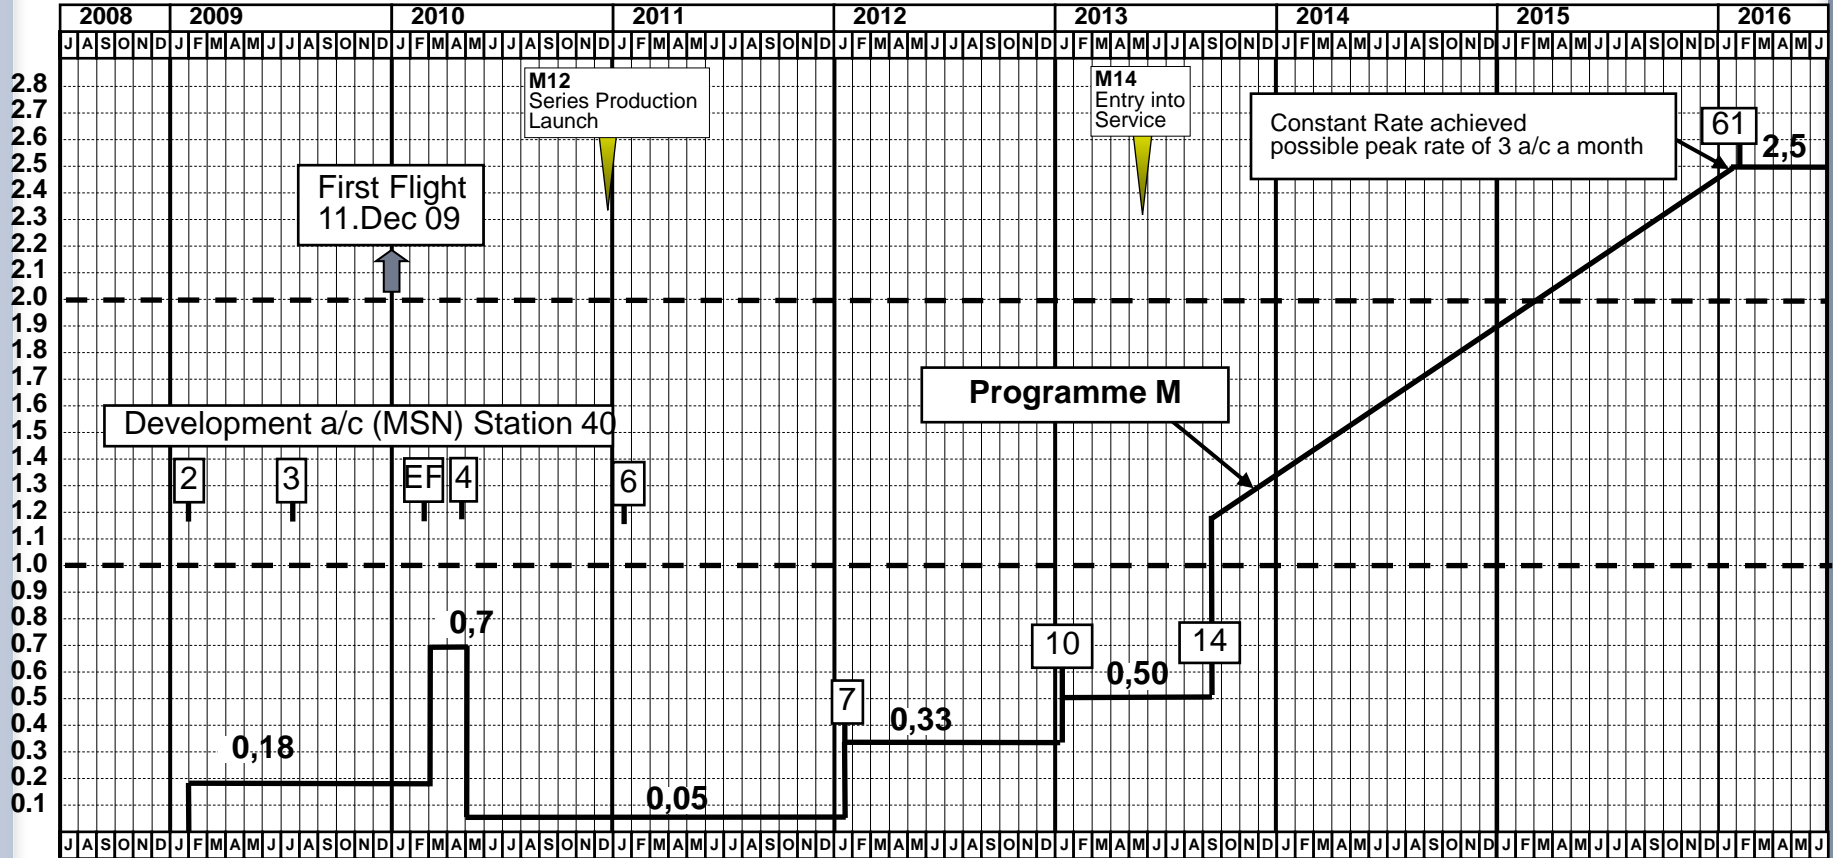 2008 2009 2010 2011 2012 2013 2014 2015 2016
J A S O N D J F M A M J J A S O N D J F M A M J J A S O N D J F M A M J J A S O N D J F M A M J J A S O N D J F M A M J J A S O N D J F M A M J J A S O N D J F M A M J J A S O N D J F M A M J
2.8
2.7
2.6
2.5
2.4
2.3
2.2
2.1
2.0
1.9
1.8
1.7
1.6
1.5
1.4
1.3
1.2
1.1
1.0
0.9
0.8
0.7
0.6
0.5
0.4
0.3
0.2
0.1
M12
Series Production
Launch
M14
Entry into
Service
Constant Rate achieved
possible peak rate of 3 a/c a month
61
2,5
First Flight
11.Dec 09
Programme M
Development a/c (MSN) Station 40
2 3 EF 4 6
0,7
10
14
0,50
7
0,33
0,18
0,05
J A S O N D J F M A M J J A S O N D J F M A M J J A S O N D J F M A M J J A S O N D J F M A M J J A S O N D J F M A M J J A S O N D J F M A M J J A S O N D J F M A M J J A S O N D J F M A M J